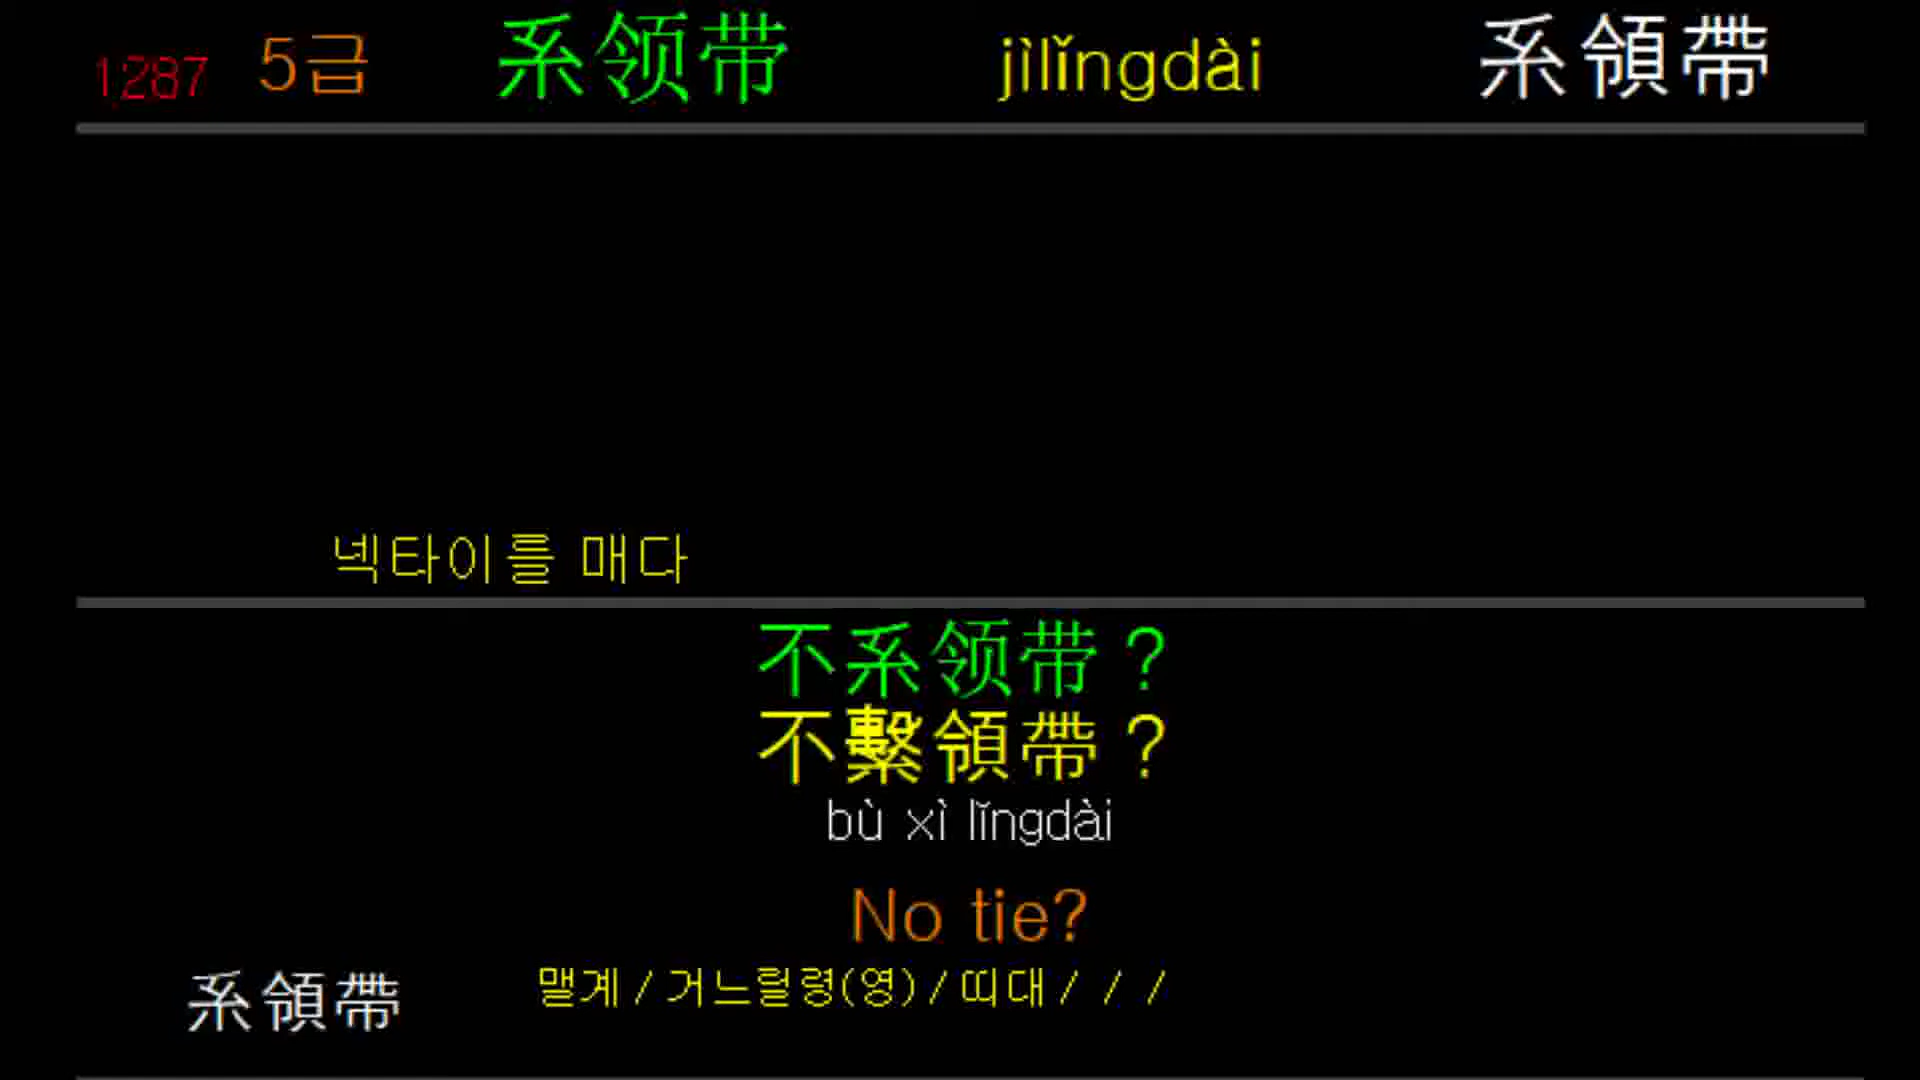 1287 5급 系领带 jìlǐngdài 系領帶
넥타이를 매다
不系领带？
不繫領帶？
bù xì lǐngdài
No tie?
系領帶 맬계/거느릴령(영)/띠대/ / /